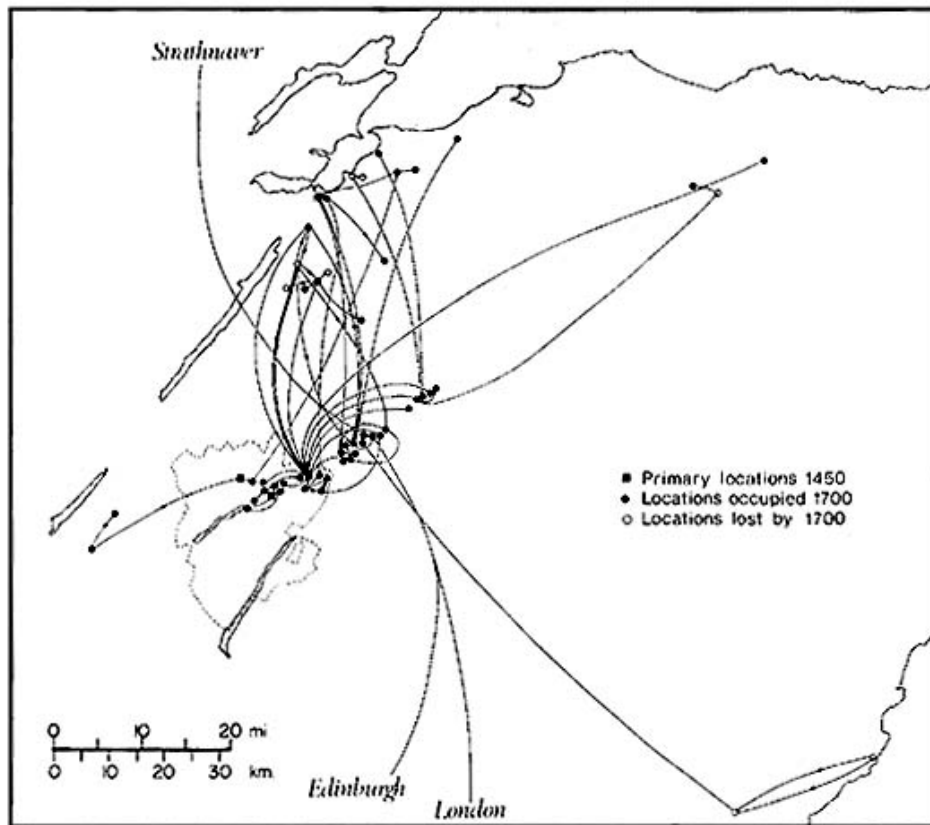 Strathnaver
■ Primary locations 1450
● Locations occupied 1700
○ Locations lost by 1700
0 10 20 mi
0 10 20 30 km.
Edinburgh
London